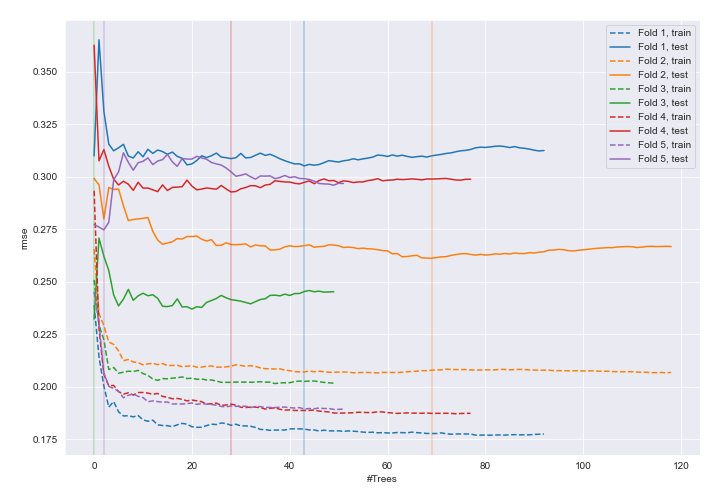 0.350
0.325
0.300
0.275
0.250
0.225
0.200
0.175
rmse
0
20
40
60
80
100
120
#Trees
Fold 1, train
Fold 1, test
Fold 2, train
Fold 2, test
Fold 3, train
Fold 3, test
Fold 4, train
Fold 4, test
Fold 5, train
Fold 5, test